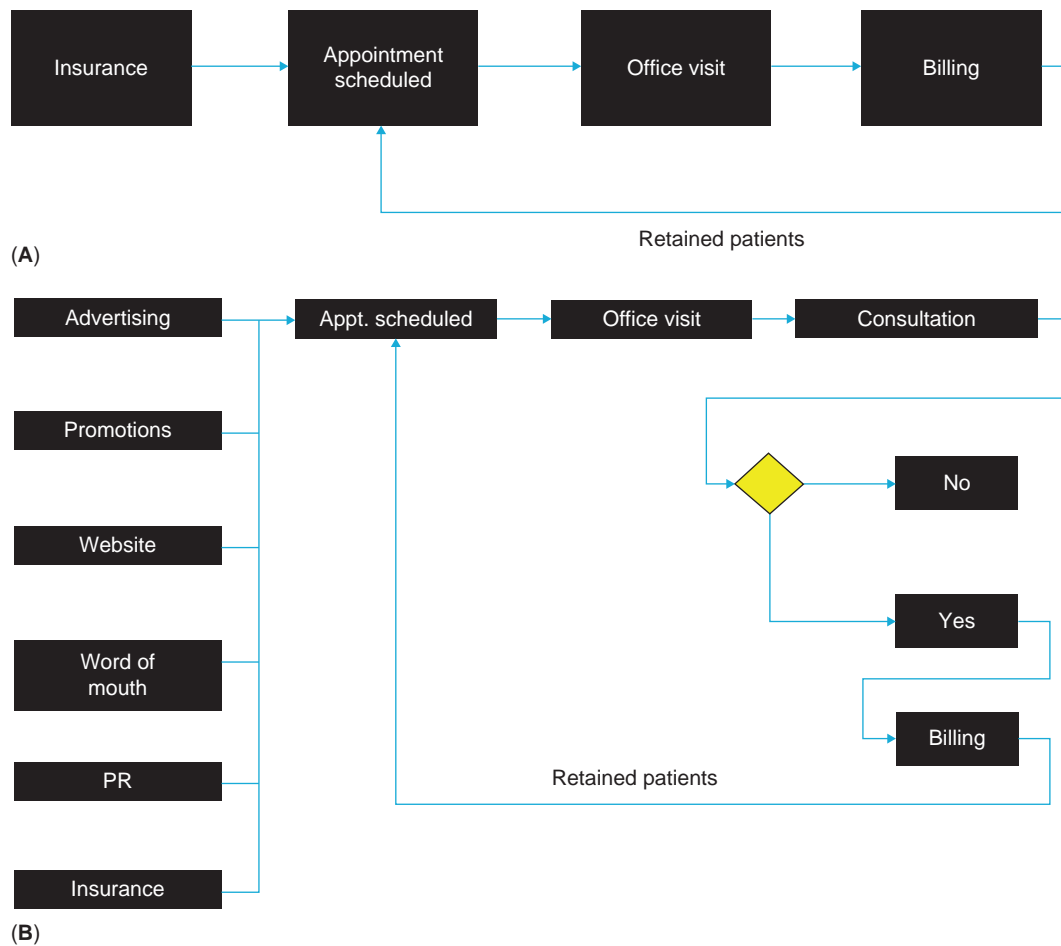 Insurance
Appointment
scheduled
Office visit
Billing
Retained patients
(A)
Advertising
Appt. scheduled
Office visit
Consultation
Promotions
No
Website
Yes
Word of
mouth
Billing
PR
Retained patients
Insurance
(B)